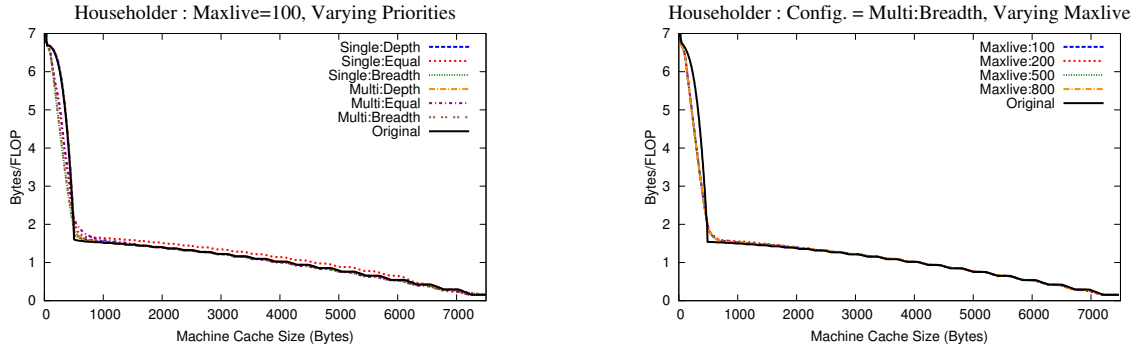 Householder : Maxlive=100, Varying Priorities
7
6
5
4
3
2
1
0
Bytes/FLOP
Single:Depth
Single:Equal
Single:Breadth
Multi:Depth
Multi:Equal
Multi:Breadth
Original
0 1000 2000 3000 4000 5000 6000 7000
Machine Cache Size (Bytes)
Householder : Config. = Multi:Breadth, Varying Maxlive
7
6
5
4
3
2
1
0
Bytes/FLOP
Maxlive:100
Maxlive:200
Maxlive:500
Maxlive:800
Original
0 1000 2000 3000 4000 5000 6000 7000
Machine Cache Size (Bytes)